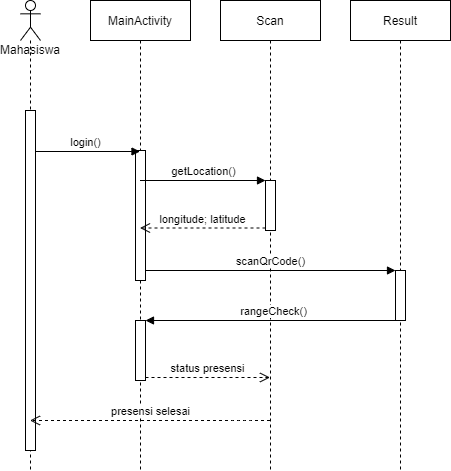 MainActivity
Scan
Result
Mahasiswa
login()
getLocation()
longitude; latitude
scanQrCode()
rangeCheck()
status presensi
presensi selesai